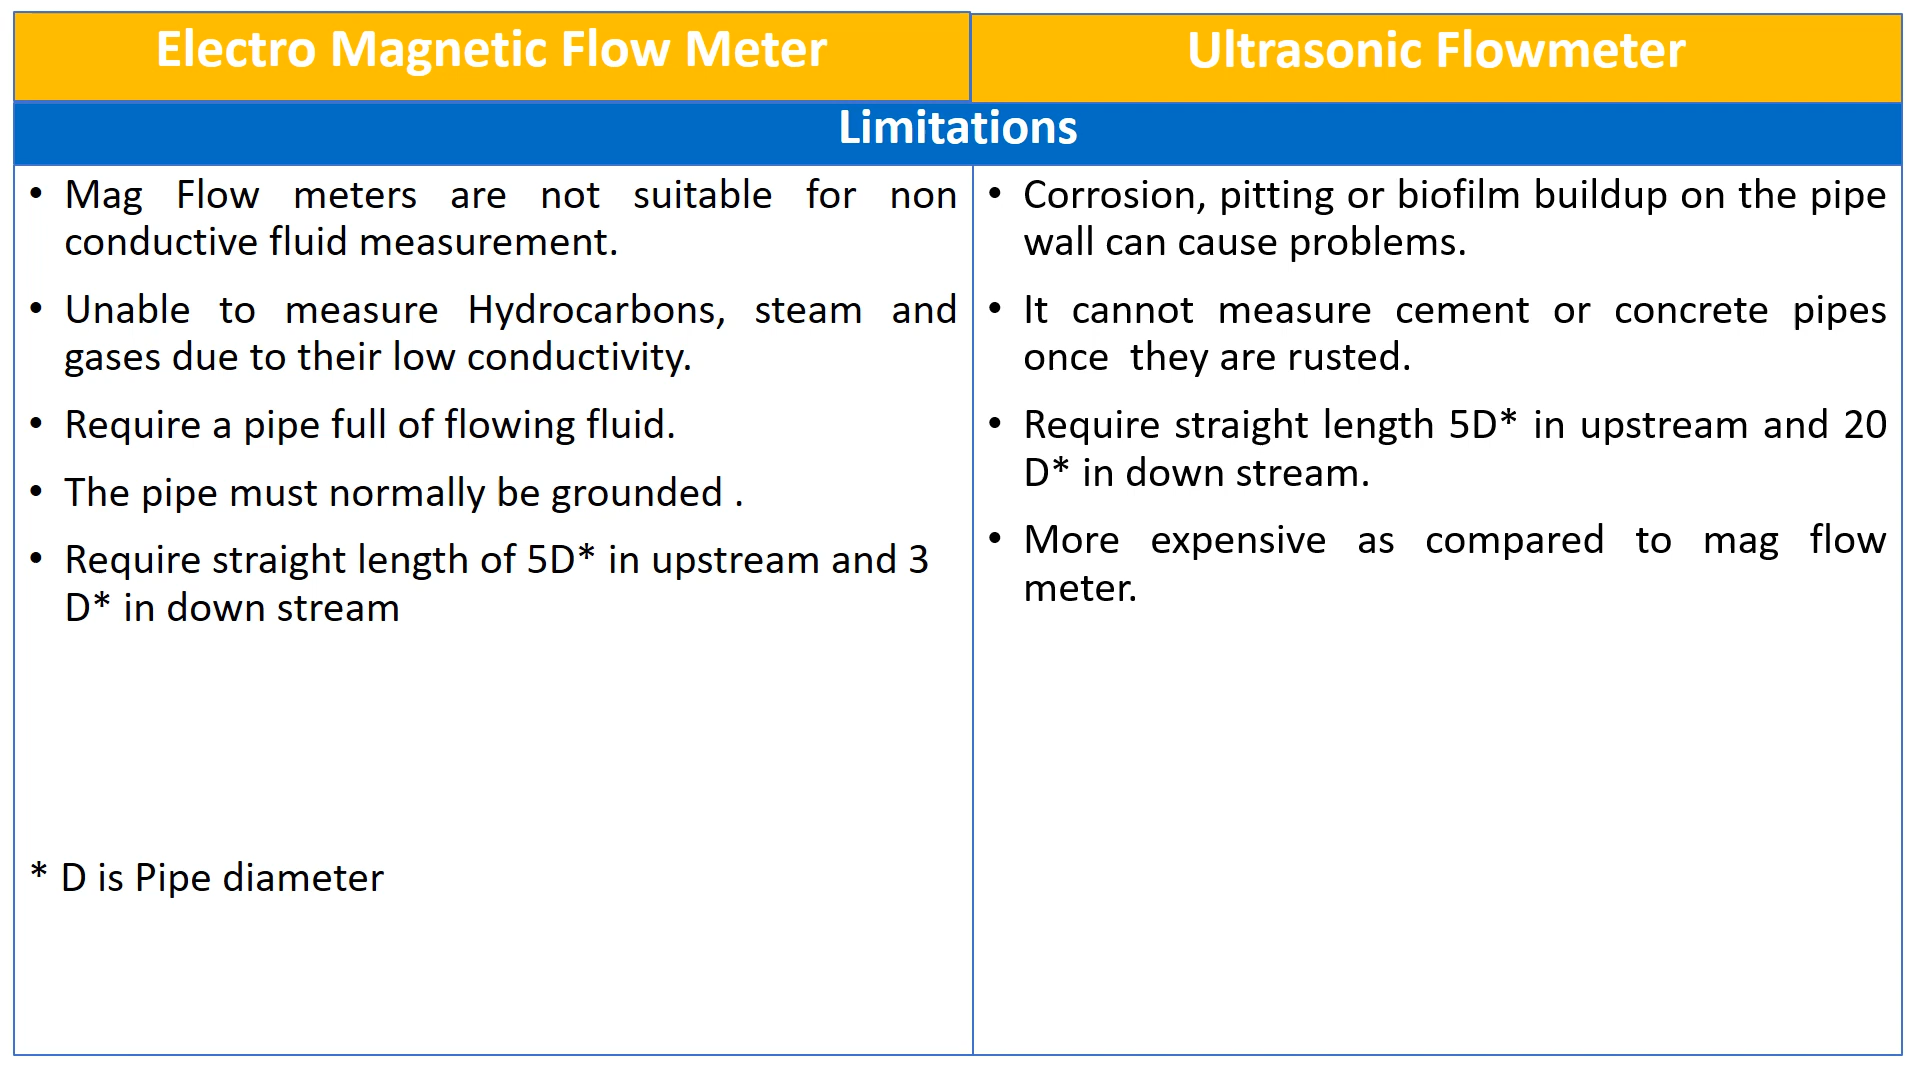 Electro Magnetic Flow Meter
Ultrasonic Flowmeter
Limitations
• Mag Flow meters are not suitable for non
conductive fluid measurement.
• Unable to measure Hydrocarbons, steam and
gases due to their low conductivity.
• Require a pipe full of flowing fluid.
• The pipe must normally be grounded .
• Require straight length of 5D* in upstream and 3
D* in down stream
* D is Pipe diameter
• Corrosion, pitting or biofilm buildup on the pipe
wall can cause problems.
• It cannot measure cement or concrete pipes
once they are rusted.
• Require straight length 5D* in upstream and 20
D* in down stream.
• More expensive as compared to mag flow
meter.